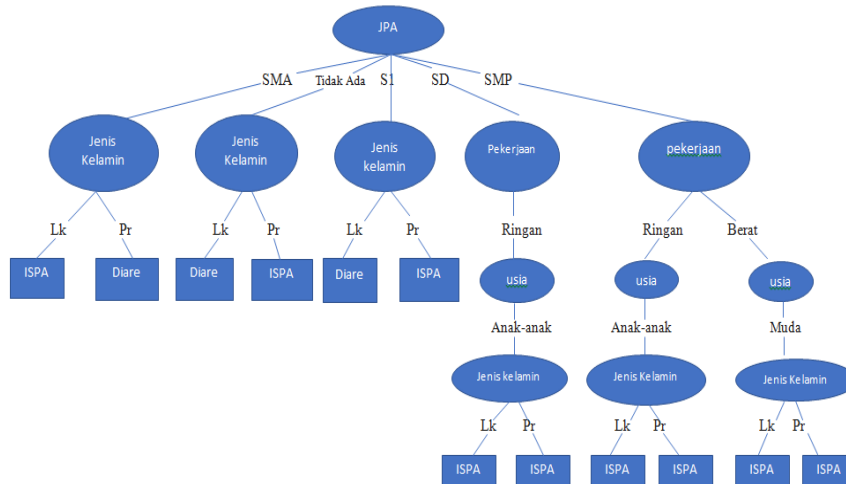 JPA
SMA
Tidak Ada
S1
SD
SMP
Jenis
Kelamin
Jenis
Kelamin
Jenis
kelamin
Pekerjaan
pekerjaan
Lk
Pr
Lk
Pr
Lk
Pr
Ringan
Ringan
Berat
ISPA
Diare
Diare
ISPA
Diare
ISPA
usia
usia
usia
Anak-anak
Anak-anak
Muda
Jenis kelamin
Jenis Kelamin
Jenis Kelamin
Lk
Pr
Lk
Pr
Lk
Pr
ISPA
ISPA
ISPA
ISPA
ISPA
ISPA